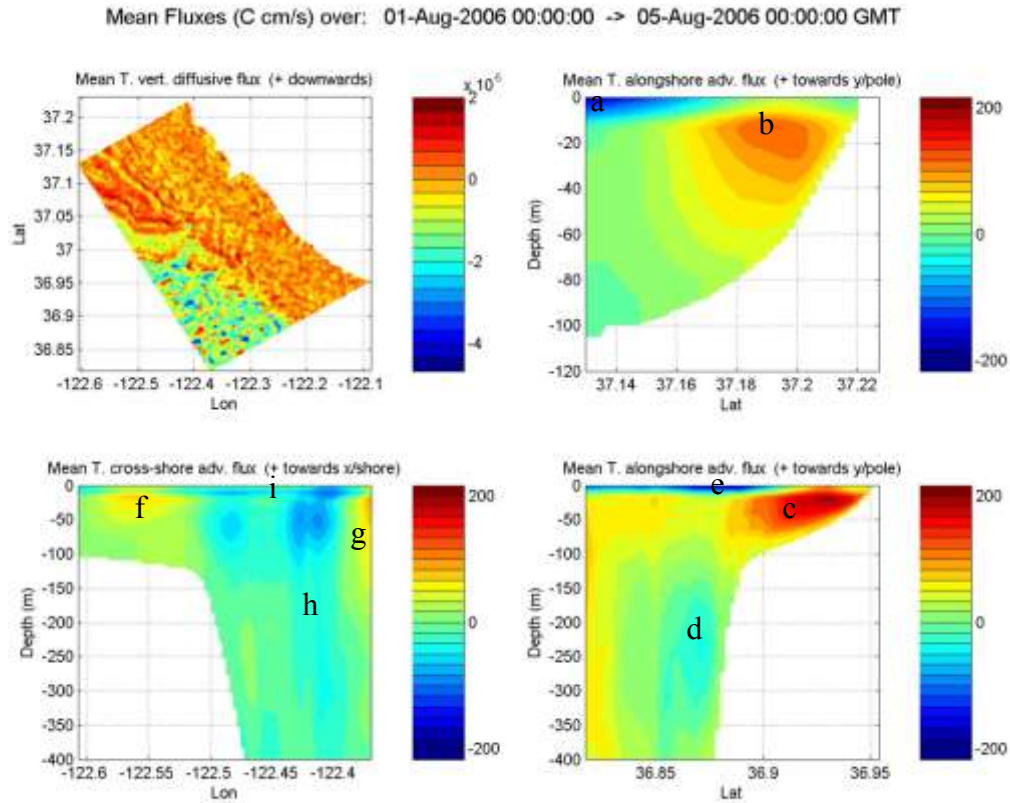 Mean Fluxes (C cm/s) over: 01-Aug-2006 00:00:00 -> 05-Aug-2006 00:00:00 GMT
Mean T. vert. diffusive flux (+ downwards)
x 10
37.2
37.15
37.1
37.05
37
36.95
36.9
36.85
Lat
-122.6 -122.5 -122.4 -122.3 -122.2 -122.1
Lon
2
0
-2
-4
Mean T. alongshore adv. flux (+ towards y/pole)
0
-20
-40
-60
-80
-100
-120
Depth (m)
a
b
37.14 37.16 37.18 37.2 37.22
Lat
200
100
0
-100
-200
Mean T. cross-shore adv. flux (+ towards x/shore)
0
-50
-100
-150
-200
-250
-300
-350
-400
Depth (m)
i
f
g
h
-122.6 -122.55 -122.5 -122.45 -122.4
Lon
200
100
0
-100
-200
Mean T. alongshore adv. flux (+ towards y/pole)
0
-50
-100
-150
-200
-250
-300
-350
-400
Depth (m)
e
c
d
36.85 36.9 36.95
Lat
200
100
0
-100
-200